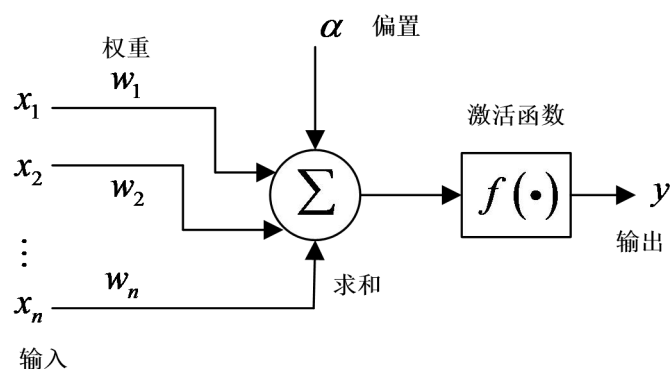 α 偏置
权重
w₁
x₁
激活函数
x₂
w₂
Σ
f(•)
y
输出
⋮
wₙ
求和
xₙ
输入